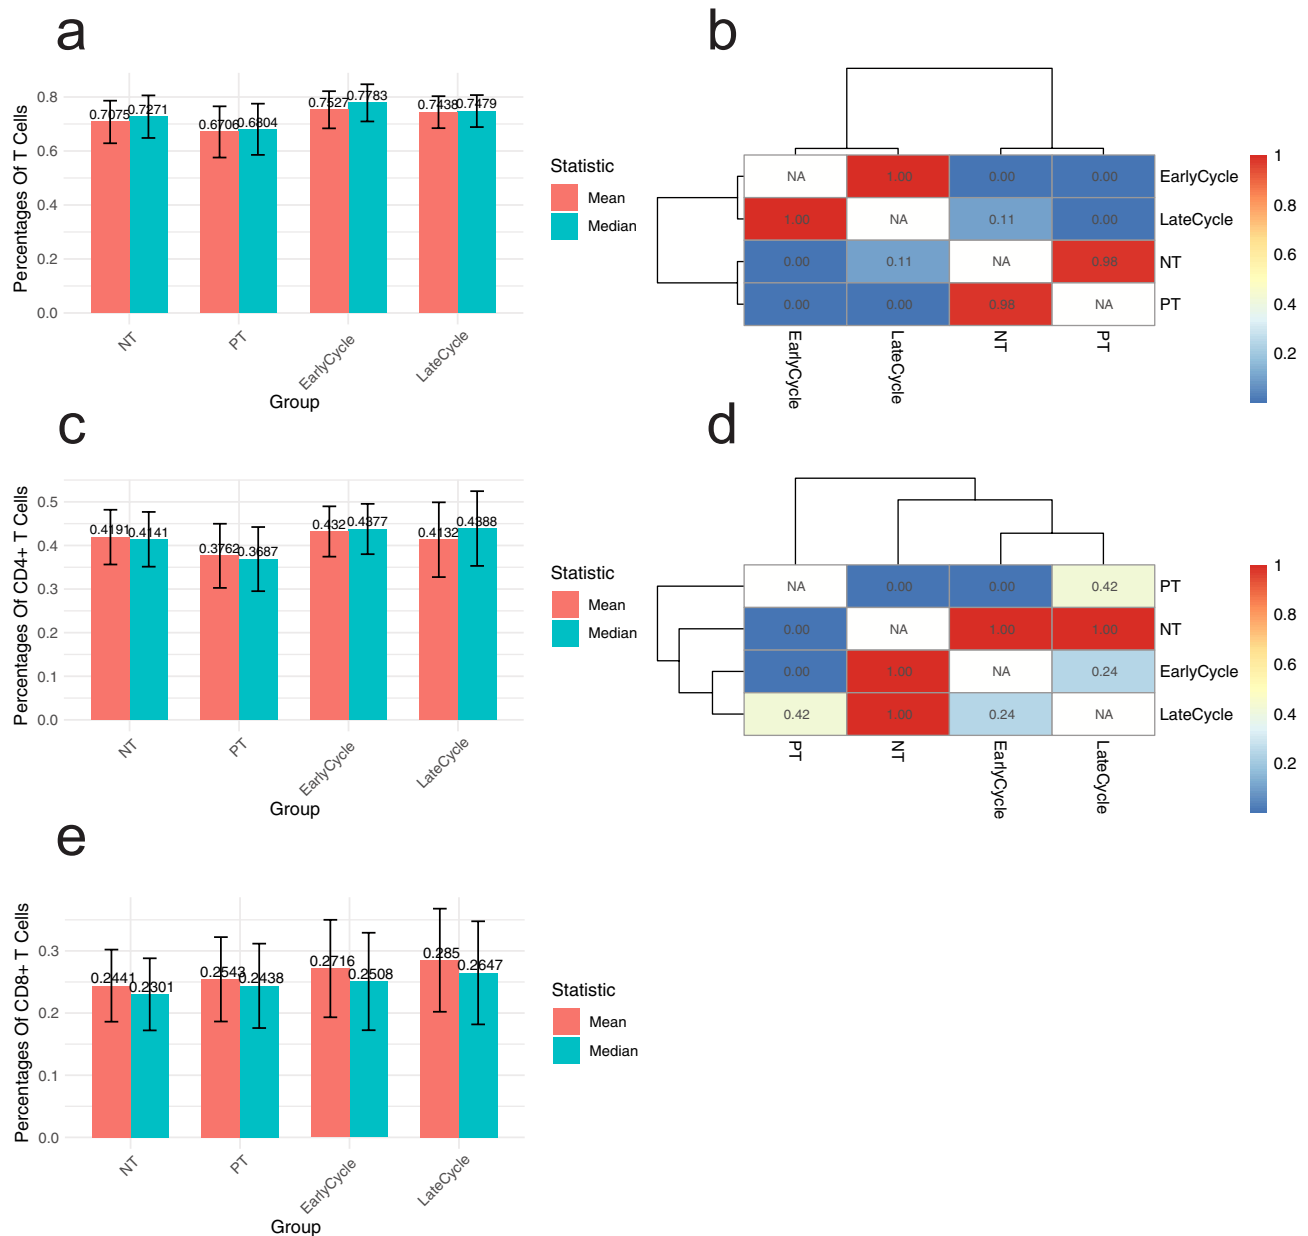 a
Percentages Of T Cells
0.8
0.6
0.4
0.2
0.0
0.7075
0.7271
0.6706
0.6804
0.7527
0.7783
0.7438
0.7479
NT
PT
EarlyCycle
LateCycle
Group
Statistic
Mean
Median
b
NA
1.00
0.00
0.00
EarlyCycle
1.00
NA
0.11
0.00
LateCycle
0.00
0.11
NA
0.98
NT
0.00
0.00
0.98
NA
PT
EarlyCycle
LateCycle
NT
PT
1
0.8
0.6
0.4
0.2
c
Percentages Of CD4+ T Cells
0.5
0.4
0.3
0.2
0.1
0.0
0.4191
0.4141
0.3762
0.3687
0.432
0.4377
0.4132
0.4388
NT
PT
EarlyCycle
LateCycle
Group
Statistic
Mean
Median
d
NA
0.00
0.00
0.42
PT
0.00
NA
1.00
1.00
NT
0.00
1.00
NA
0.24
EarlyCycle
0.42
1.00
0.24
NA
LateCycle
PT
NT
EarlyCycle
LateCycle
1
0.8
0.6
0.4
0.2
e
Percentages Of CD8+ T Cells
0.3
0.2
0.1
0.0
0.2441
0.2301
0.2543
0.2438
0.2716
0.2508
0.285
0.2647
NT
PT
EarlyCycle
LateCycle
Group
Statistic
Mean
Median